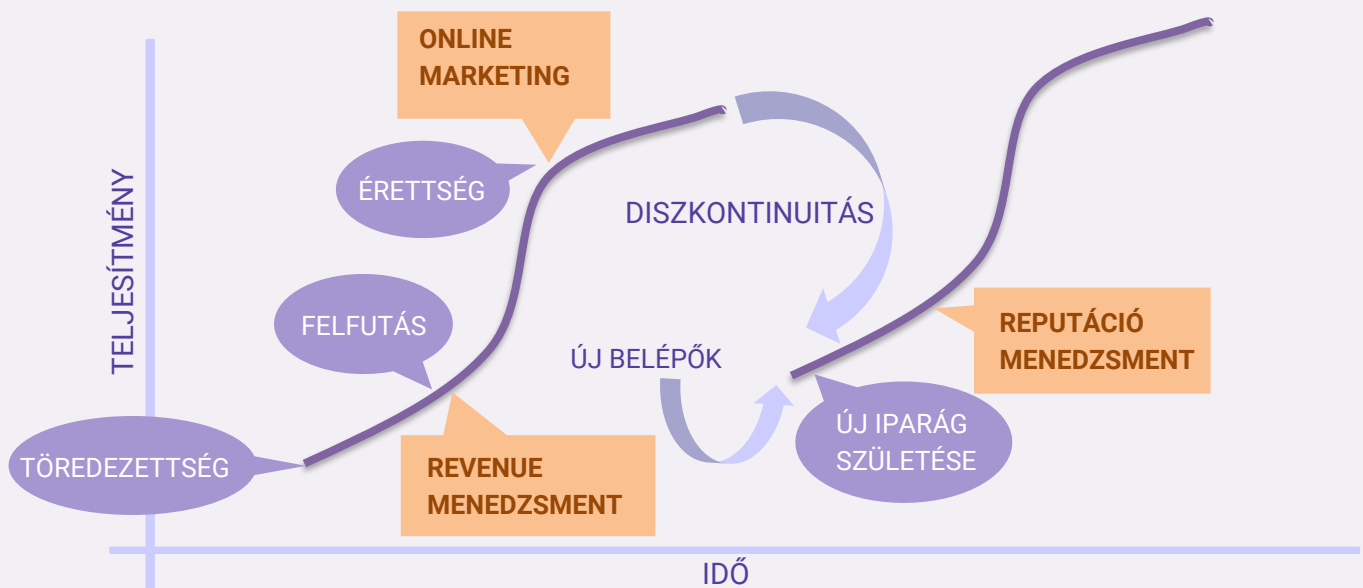 ONLINE
MARKETING
ÉRETTSÉG
TELJESÍTMÉNY
DISZKONTINUITÁS
FELFUTÁS
REPUTÁCIÓ
MENEDZSMENT
ÚJ BELÉPŐK
ÚJ IPARÁG
SZÜLETÉSE
TÖREDEZETTSÉG
REVENUE
MENEDZSMENT
IDŐ